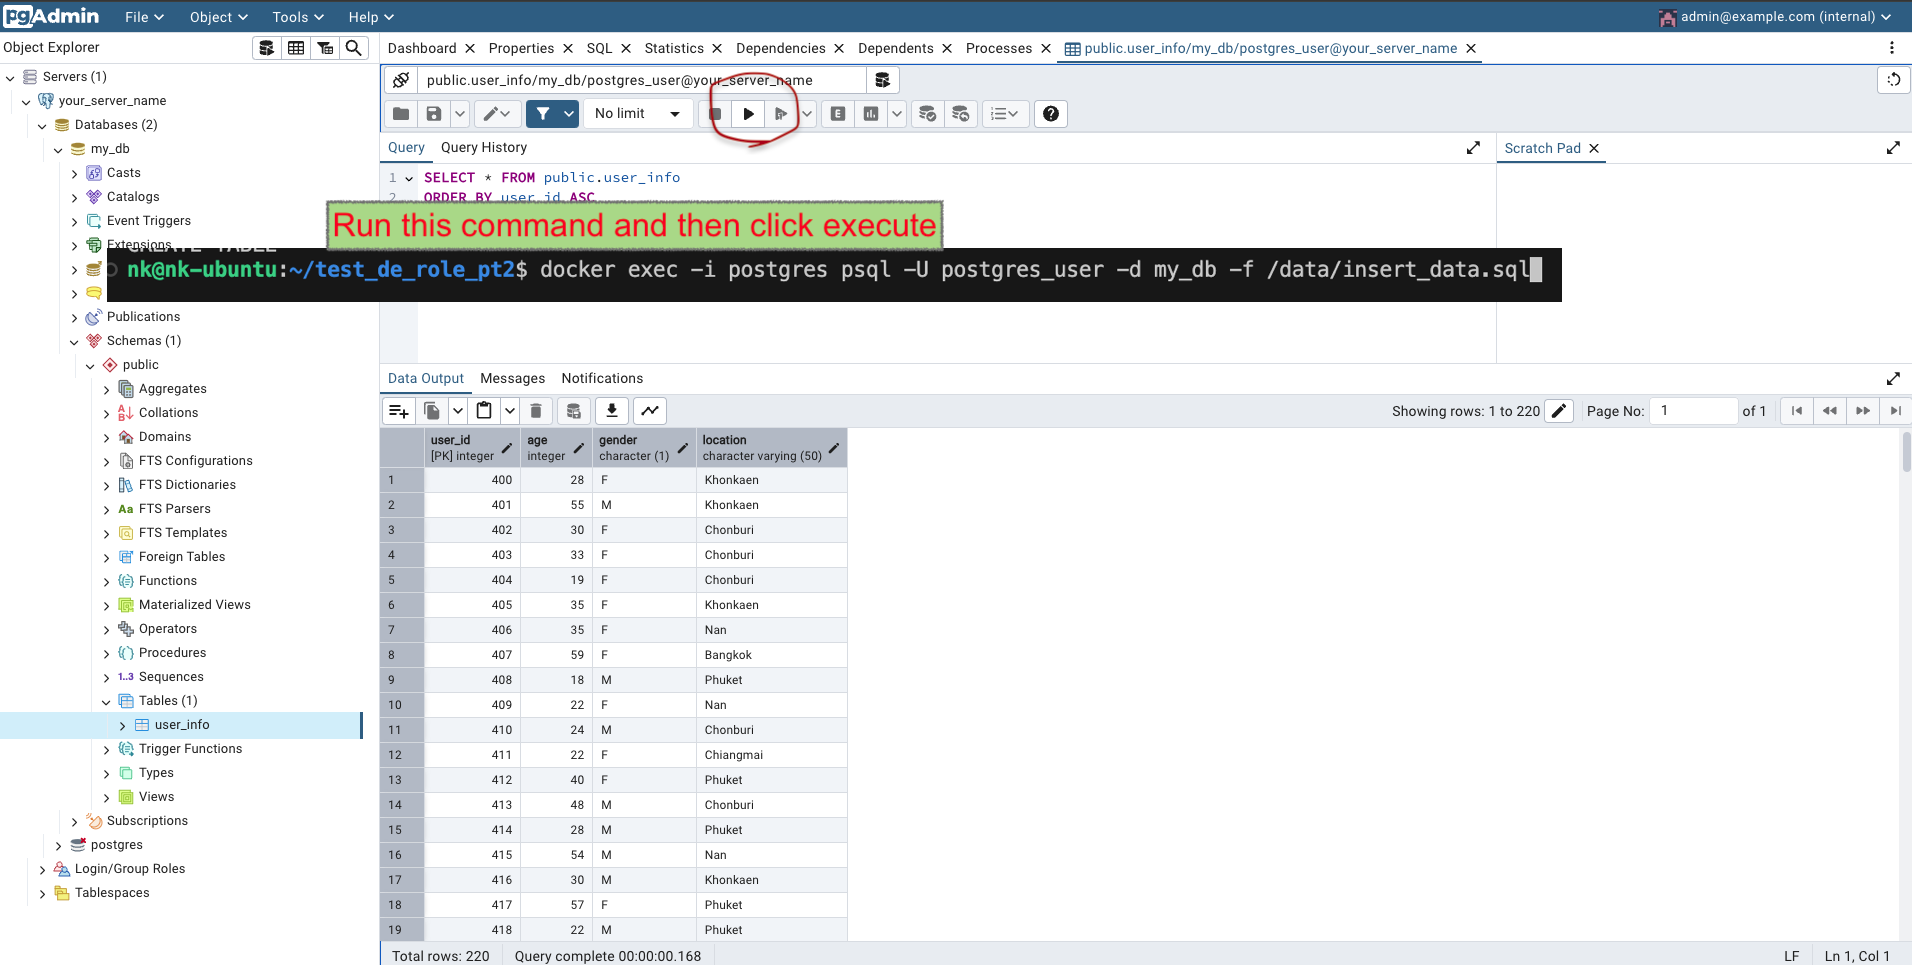 pgAdmin File Object Tools Help admin@example.com (internal)
Object Explorer
Dashboard Properties SQL Statistics Dependencies Dependents Processes public.user_info/my_db/postgres_user@your_server_name
Servers (1)
your_server_name
Databases (2)
my_db
Casts
Catalogs
Event Triggers
Extensions
Publications
Schemas (1)
public
Aggregates
Collations
Domains
FTS Configurations
FTS Dictionaries
Aa FTS Parsers
FTS Templates
Foreign Tables
Functions
Materialized Views
Operators
Procedures
1..3 Sequences
Tables (1)
user_info
Trigger Functions
Types
Views
Subscriptions
postgres
Login/Group Roles
Tablespaces
public.user_info/my_db/postgres_user@your_server_name
No limit
E
Query Query History
Scratch Pad
1 SELECT * FROM public.user_info
2 ORDER BY user_id ASC
Run this command and then click execute
CREATE TABLE
nk@nk-ubuntu:~/test_de_role_pt2$ docker exec -i postgres psql -U postgres_user -d my_db -f /data/insert_data.sql
Data Output Messages Notifications
Showing rows: 1 to 220 Page No: 1 of 1
user_id age gender location
[PK] integer integer character (1) character varying (50)
1 400 28 F Khonkaen
2 401 55 M Khonkaen
3 402 30 F Chonburi
4 403 33 F Chonburi
5 404 19 F Chonburi
6 405 35 F Khonkaen
7 406 35 F Nan
8 407 59 F Bangkok
9 408 18 M Phuket
10 409 22 F Nan
11 410 24 M Chonburi
12 411 22 F Chiangmai
13 412 40 F Phuket
14 413 48 M Chonburi
15 414 28 M Phuket
16 415 54 M Nan
17 416 30 M Khonkaen
18 417 57 F Phuket
19 418 22 M Phuket
Total rows: 220 Query complete 00:00:00.168 LF Ln 1, Col 1